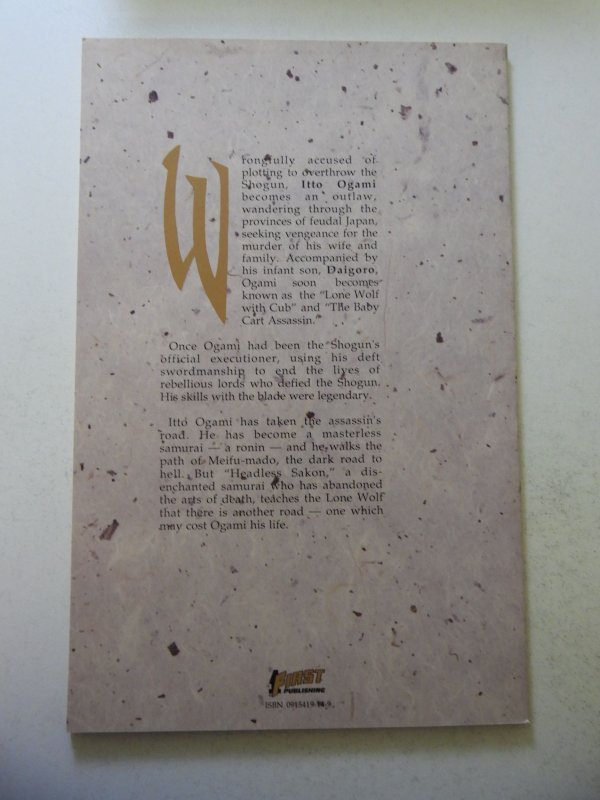 Wrongfully accused of
plotting to overthrow the
Shogun, Itto Ogami
becomes an outlaw,
wandering through the
provinces of feudal Japan,
seeking vengeance for the
murder of his wife and
family. Accompanied by
his infant son, Daigoro,
Ogami soon becomes
known as the "Lone Wolf
with Cub" and "The Baby
Cart Assassin."
Once Ogami had been the Shogun's
official executioner, using his deft
swordmanship to end the lives of
rebellious lords who defied the Shogun.
His skills with the blade were legendary.
Itto Ogami has taken the assassin's
road. He has become a masterless
samurai — a ronin — and he walks the
path of Meifu-mado, the dark road to
hell. But "Headless Sakon," a dis-
enchanted samurai who has abandoned
the arts of death, teaches the Lone Wolf
that there is another road — one which
may cost Ogami his life.
FIRST
PUBLISHING
ISBN 0915419-14-9